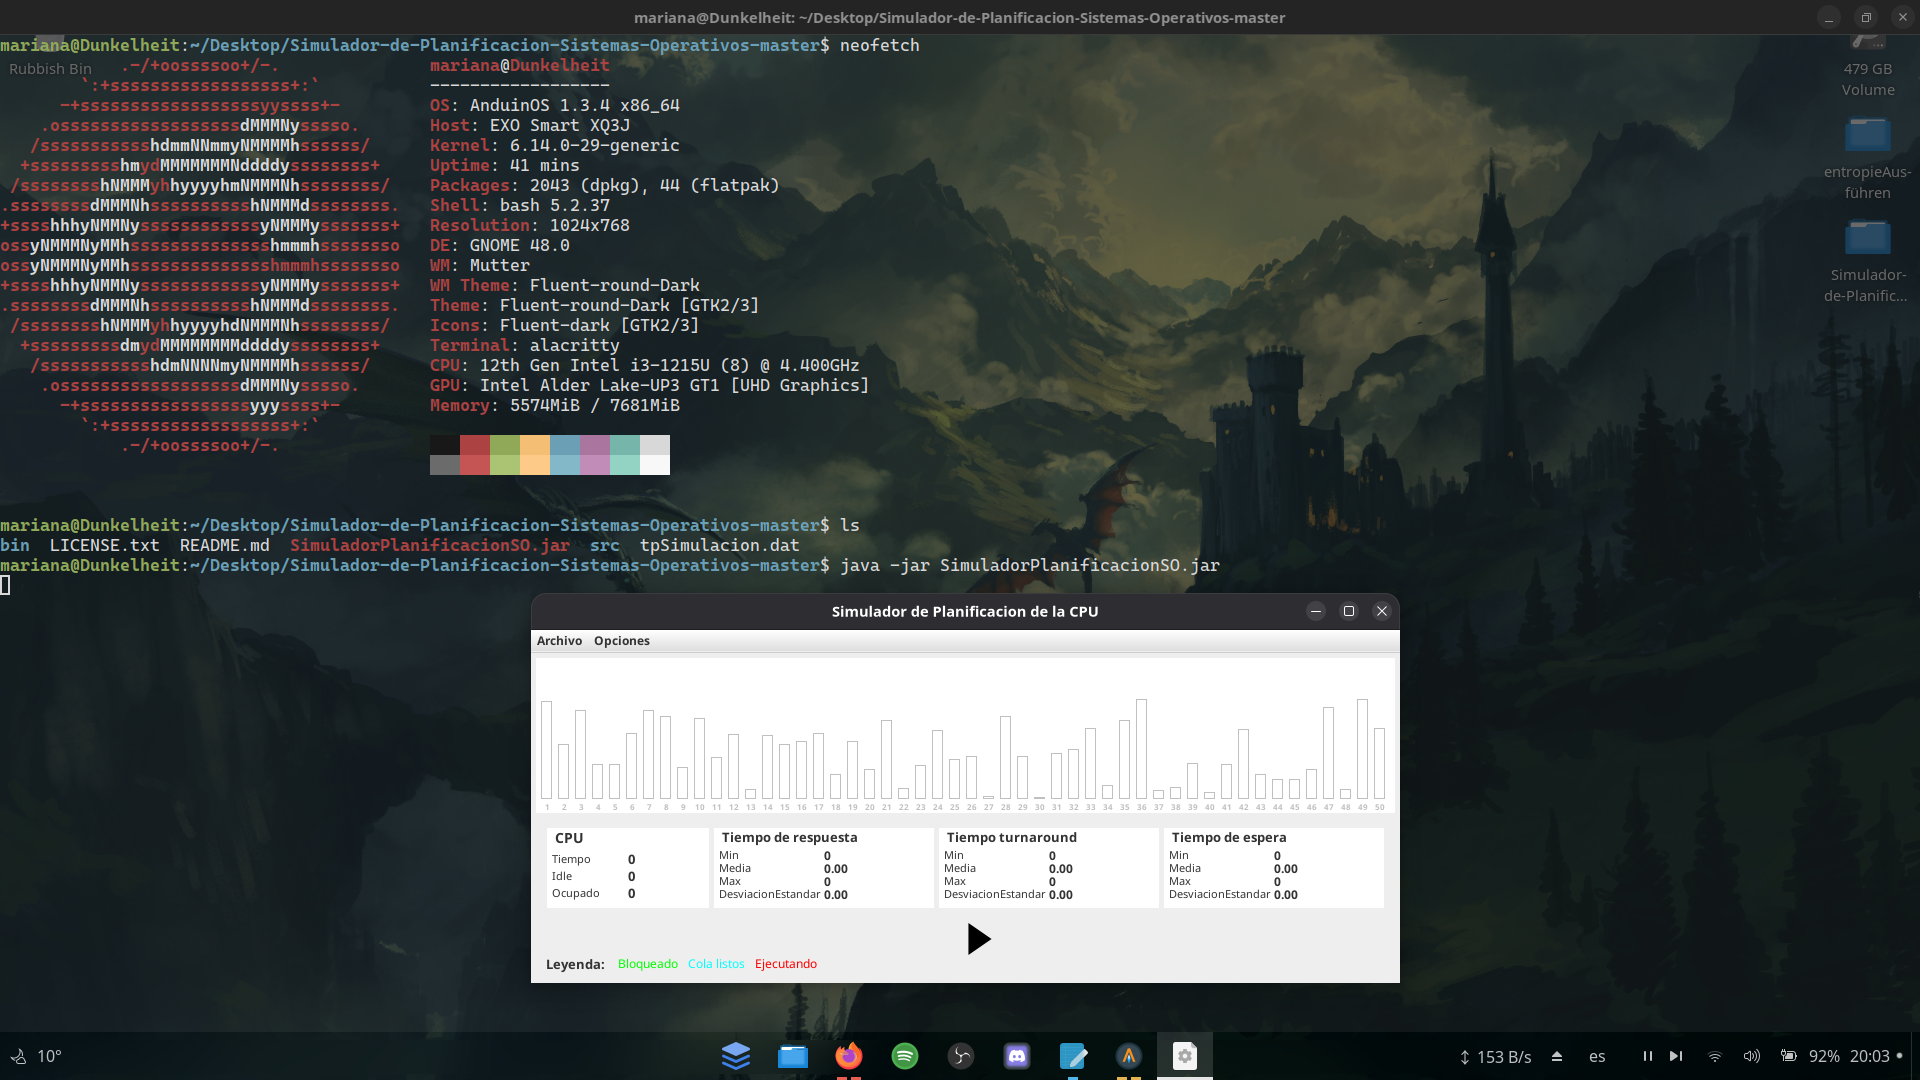 mariana@Dunkelheit: ~/Desktop/Simulador-de-Planificacion-Sistemas-Operativos-master
mariana@Dunkelheit:~/Desktop/Simulador-de-Planificacion-Sistemas-Operativos-master$ neofetch
Rubbish Bin
.-/+oossssoo+/-. mariana@Dunkelheit
`:+ssssssssssssssssss+:` ------------------
-+ssssssssssssssssssyyssss+- OS: AnduinOS 1.3.4 x86_64
.ossssssssssssssssssdMMMNysssso. Host: EXO Smart XQ3J
/ssssssssssshdmmNNmmyNMMMMhssssss/ Kernel: 6.14.0-29-generic
+ssssssssshmydMMMMMMMNddddyssssssss+ Uptime: 41 mins
/sssssssshNMMMyhhyyyyhmNMMMNhssssssss/ Packages: 2043 (dpkg), 44 (flatpak)
.ssssssssdMMMNhsssssssssshNMMMdssssssss. Shell: bash 5.2.37
+sssshhhyNMMNyssssssssssssyNMMMysssssss+ Resolution: 1024x768
ossyNMMMNyMMhsssssssssssssshmmmhssssssso DE: GNOME 48.0
ossyNMMMNyMMhsssssssssssssshmmmhssssssso WM: Mutter
+sssshhhyNMMNyssssssssssssyNMMMysssssss+ WM Theme: Fluent-round-Dark
.ssssssssdMMMNhsssssssssshNMMMdssssssss. Theme: Fluent-round-Dark [GTK2/3]
/sssssssshNMMMyhhyyyyhdNMMMNhssssssss/ Icons: Fluent-dark [GTK2/3]
+sssssssssdmydMMMMMMMMddddyssssssss+ Terminal: alacritty
/ssssssssssshdmNNNNmyNMMMMhssssss/ CPU: 12th Gen Intel i3-1215U (8) @ 4.400GHz
.ossssssssssssssssssdMMMNysssso. GPU: Intel Alder Lake-UP3 GT1 [UHD Graphics]
-+sssssssssssssssssyyyssss+- Memory: 5574MiB / 7681MiB
`:+ssssssssssssssssss+:`
.-/+oossssoo+/-.
mariana@Dunkelheit:~/Desktop/Simulador-de-Planificacion-Sistemas-Operativos-master$ ls
bin LICENSE.txt README.md SimuladorPlanificacionSO.jar src tpSimulacion.dat
mariana@Dunkelheit:~/Desktop/Simulador-de-Planificacion-Sistemas-Operativos-master$ java -jar SimuladorPlanificacionSO.jar
479 GB
Volume
entropieAus-
führen
Simulador-
de-Planific...
Simulador de Planificacion de la CPU
Archivo Opciones
1 2 3 4 5 6 7 8 9 10 11 12 13 14 15 16 17 18 19 20 21 22 23 24 25 26 27 28 29 30 31 32 33 34 35 36 37 38 39 40 41 42 43 44 45 46 47 48 49 50
CPU
Tiempo 0
Idle 0
Ocupado 0
Tiempo de respuesta
Min 0
Media 0.00
Max 0
DesviacionEstandar 0.00
Tiempo turnaround
Min 0
Media 0.00
Max 0
DesviacionEstandar 0.00
Tiempo de espera
Min 0
Media 0.00
Max 0
DesviacionEstandar 0.00
Leyenda: Bloqueado Cola listos Ejecutando
10° 153 B/s es 92% 20:03